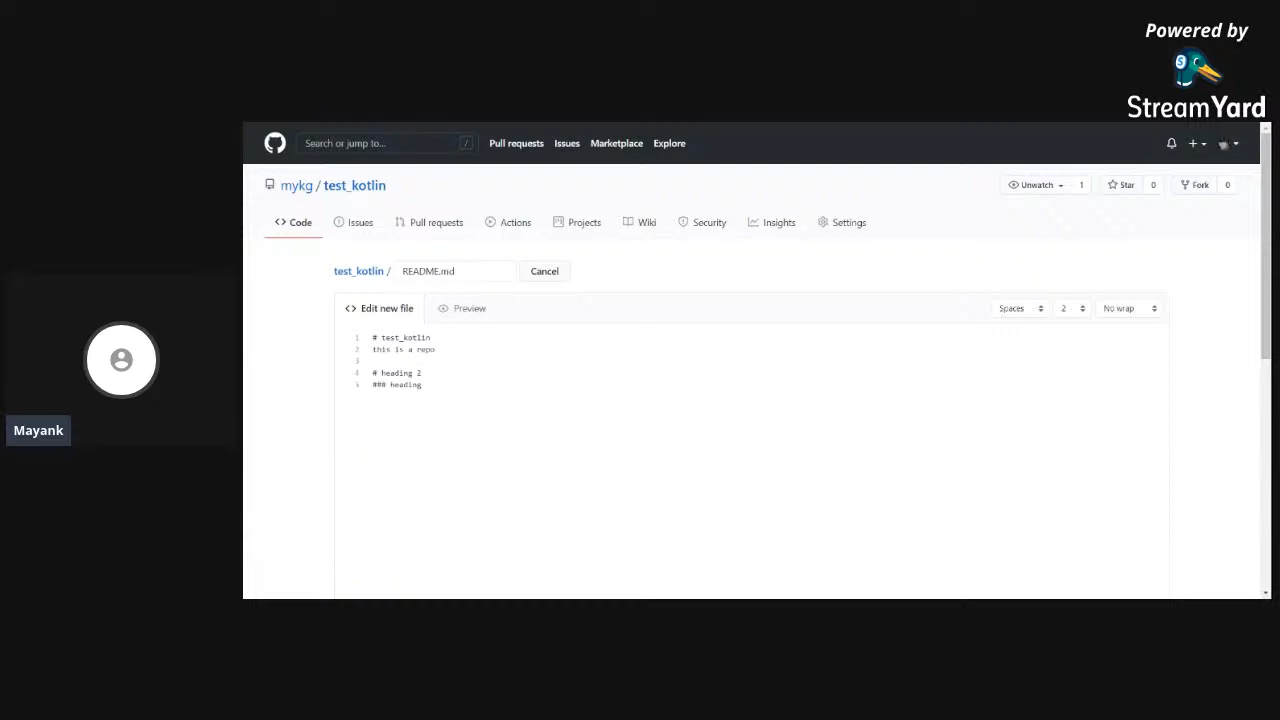 Powered by
StreamYard
Search or jump to... /
Pull requests Issues Marketplace Explore
mykg / test_kotlin
Unwatch 1 Star 0 Fork 0
Code Issues Pull requests Actions Projects Wiki Security Insights Settings
test_kotlin / README.md Cancel
Edit new file Preview Spaces 2 No wrap
1 # test_kotlin
2 this is a repo
3
4 # heading 2
5 ### heading
Mayank